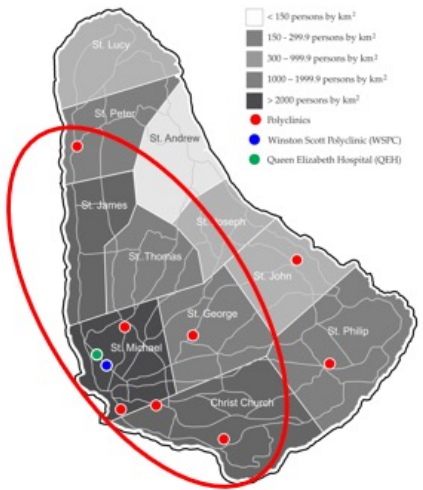 < 150 persons by km²
150 - 299.9 persons by km²
300 – 999.9 persons by km²
1000 – 1999.9 persons by km²
> 2000 persons by km²
Polyclinics
Winston Scott Polyclinic (WSPC)
Queen Elizabeth Hospital (QEH)
St. Lucy
St. Peter
St. Andrew
St. James
St. Joseph
St. Thomas
St. John
St. George
St. Philip
St. Michael
Christ Church